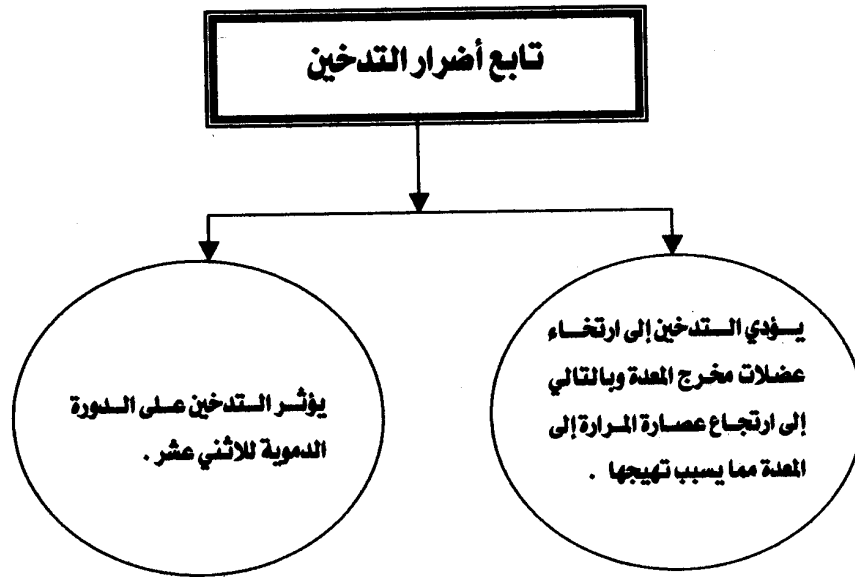 تابع أضرار التدخين
يؤدي التدخين إلى ارتخاء
عضلات مخرج المعدة وبالتالي
إلى ارتجاع عصارة المرارة إلى
المعدة مما يسبب تهيجها .
يؤثر التدخين على الدورة
الدموية للاثني عشر .